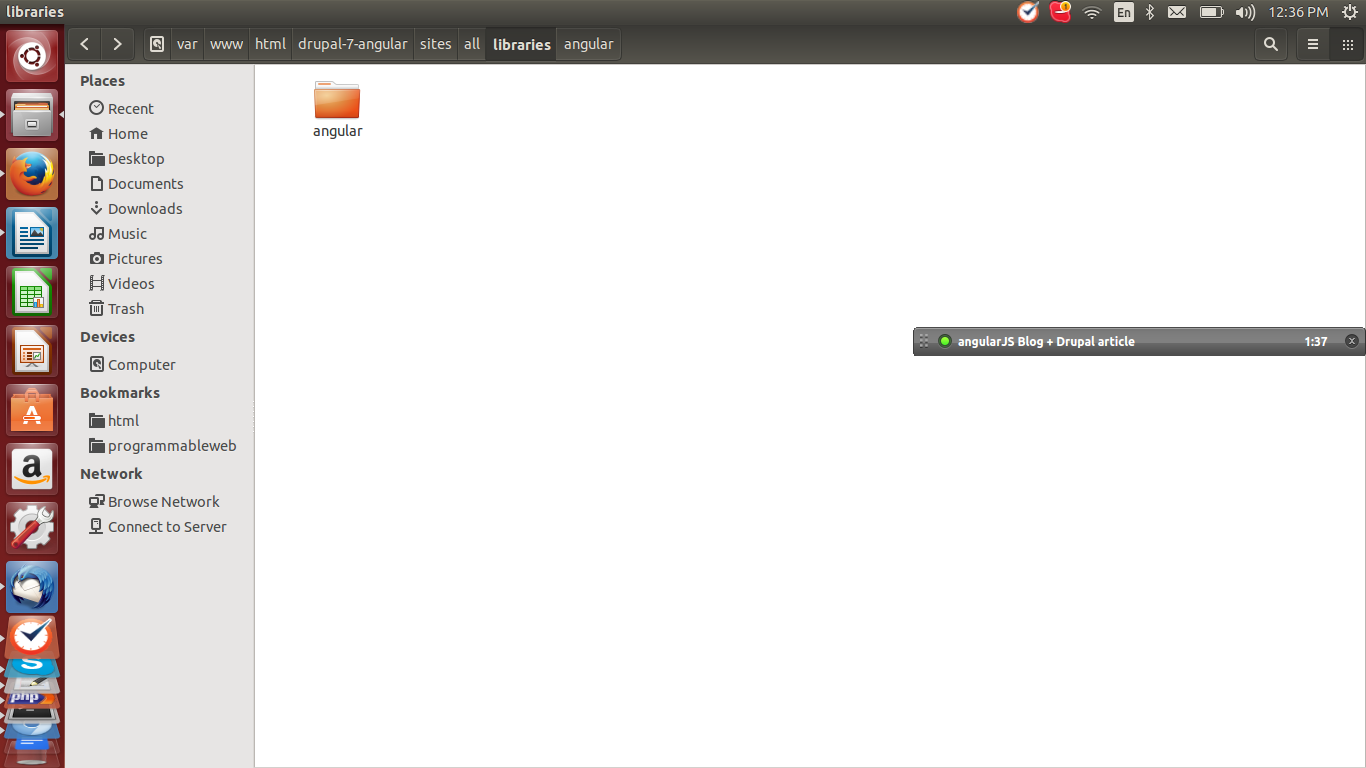 libraries
En
12:36 PM
var www html drupal-7-angular sites all libraries angular
Places
Recent
Home
Desktop
Documents
Downloads
Music
Pictures
Videos
Trash
Devices
Computer
Bookmarks
html
programmableweb
Network
Browse Network
Connect to Server
angular
angularJS Blog + Drupal article 1:37
a
S
php